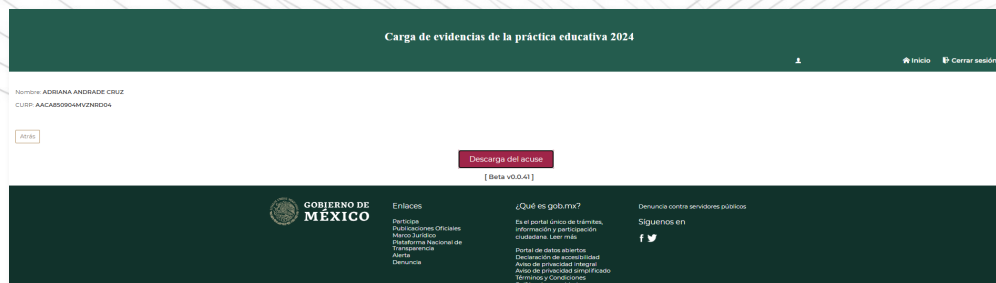 Carga de evidencias de la práctica educativa 2024
Inicio Cerrar sesión
Nombre: ADRIANA ANDRADE CRUZ
CURP: AACA850904MVZNRD04
Atrás
Descarga del acuse
[ Beta v0.0.41 ]
GOBIERNO DE
MÉXICO
Enlaces
Participa
Publicaciones Oficiales
Marco Jurídico
Plataforma Nacional de
Transparencia
Alerta
Denuncia
¿Qué es gob.mx?
Es el portal único de trámites,
información y participación
ciudadana. Leer más
Portal de datos abiertos
Declaración de accesibilidad
Aviso de privacidad integral
Aviso de privacidad simplificado
Términos y Condiciones
Denuncia contra servidores públicos
Síguenos en